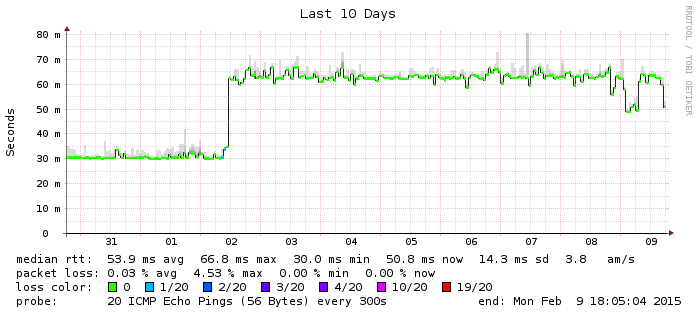 Last 10 Days
RRDTOOL / TOBI OETIKER
Seconds
80 m
70 m
60 m
50 m
40 m
30 m
20 m
10 m
0
31 01 02 03 04 05 06 07 08 09
median rtt: 53.9 ms avg 66.8 ms max 30.0 ms min 50.8 ms now 14.3 ms sd 3.8 am/s
packet loss: 0.03 % avg 4.53 % max 0.00 % min 0.00 % now
loss color: 0 1/20 2/20 3/20 4/20 10/20 19/20
probe: 20 ICMP Echo Pings (56 Bytes) every 300s end: Mon Feb 9 18:05:04 2015